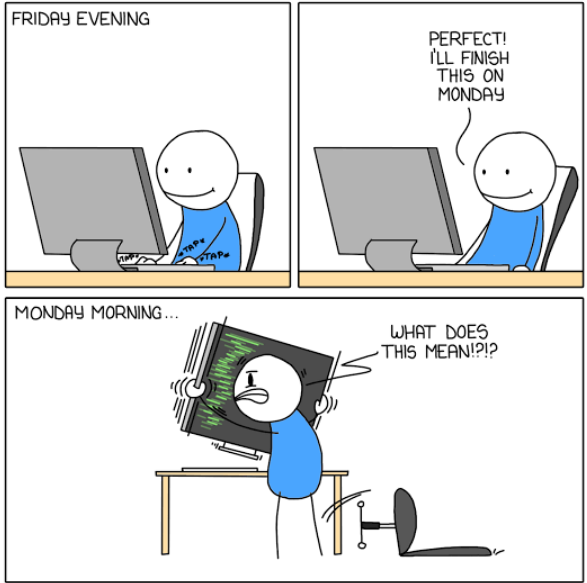 FRIDAY EVENING
*TAP*
*TAP*
*TAP*
PERFECT!
I'LL FINISH
THIS ON
MONDAY
MONDAY MORNING...
WHAT DOES
THIS MEAN!?!?